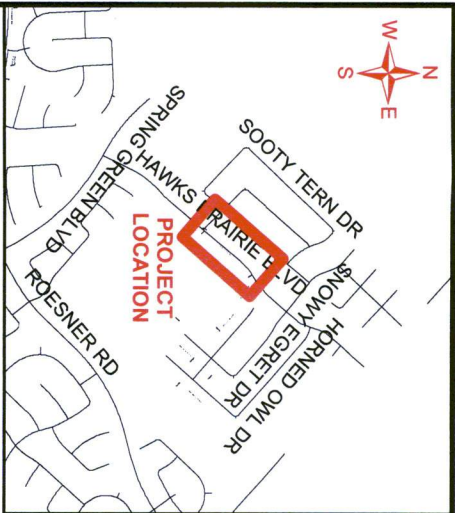 N
W
E
S
SNOWY EGRET DR
HORNED OWL DR
SOOTY TERN DR
HAWKS PRAIRIE BLVD
PROJECT
LOCATION
SPRING GREEN BLVD
ROESNER RD